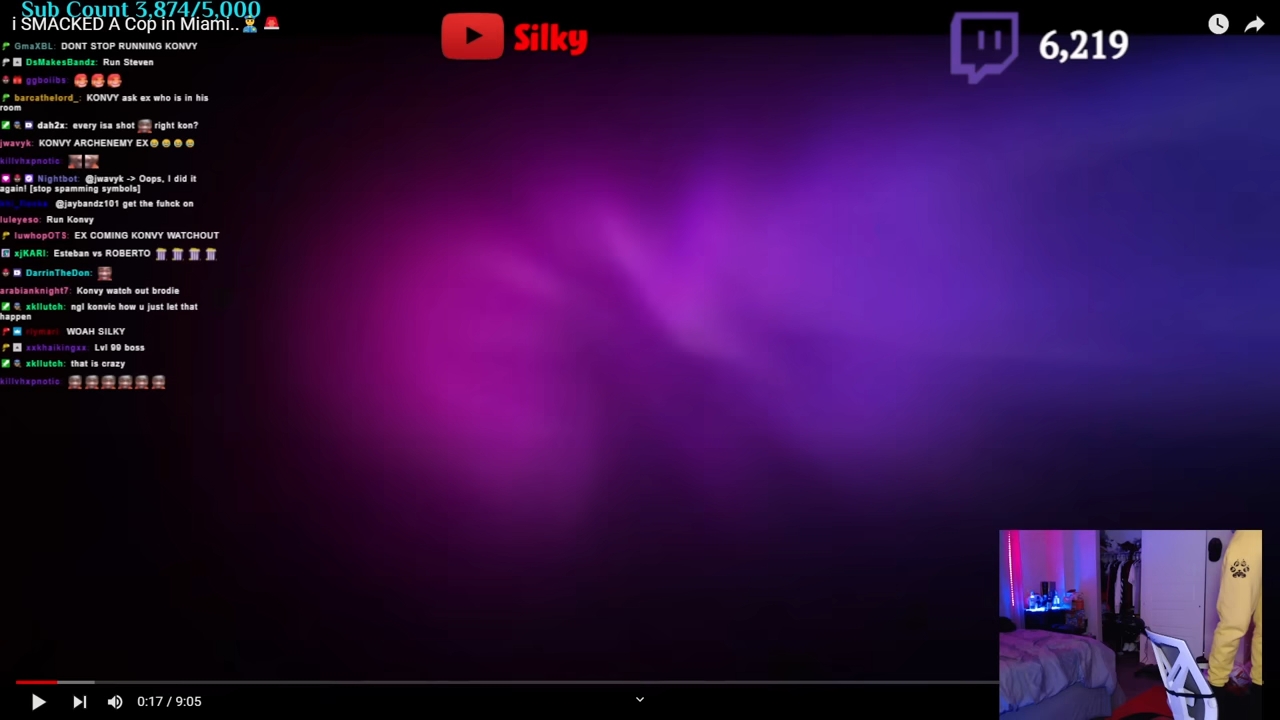 Sub Count 3,874/5,000
i SMACKED A Cop in Miami..
Silky
6,219
GmaXBL: DONT STOP RUNNING KONVY
DsMakesBandz: Run Steven
ggboiibs:
barcathelord_: KONVY ask ex who is in his
room
dah2x: every isa shot right kon?
jwavyk: KONVY ARCHENEMY EX
killvhxpnotic:
Nightbot: @jwavyk -> Oops, I did it
again! [stop spamming symbols]
@jaybandz101 get the fuhck on
luleyeso: Run Konvy
luwhopOTS: EX COMING KONVY WATCHOUT
xjKARI: Esteban vs ROBERTO
DarrinTheDon:
arabianknight7: Konvy watch out brodie
xkllutch: ngl konvic how u just let that
happen
WOAH SILKY
xxkhaikingxx: Lvl 99 boss
xkllutch: that is crazy
killvhxpnotic:
0:17 / 9:05